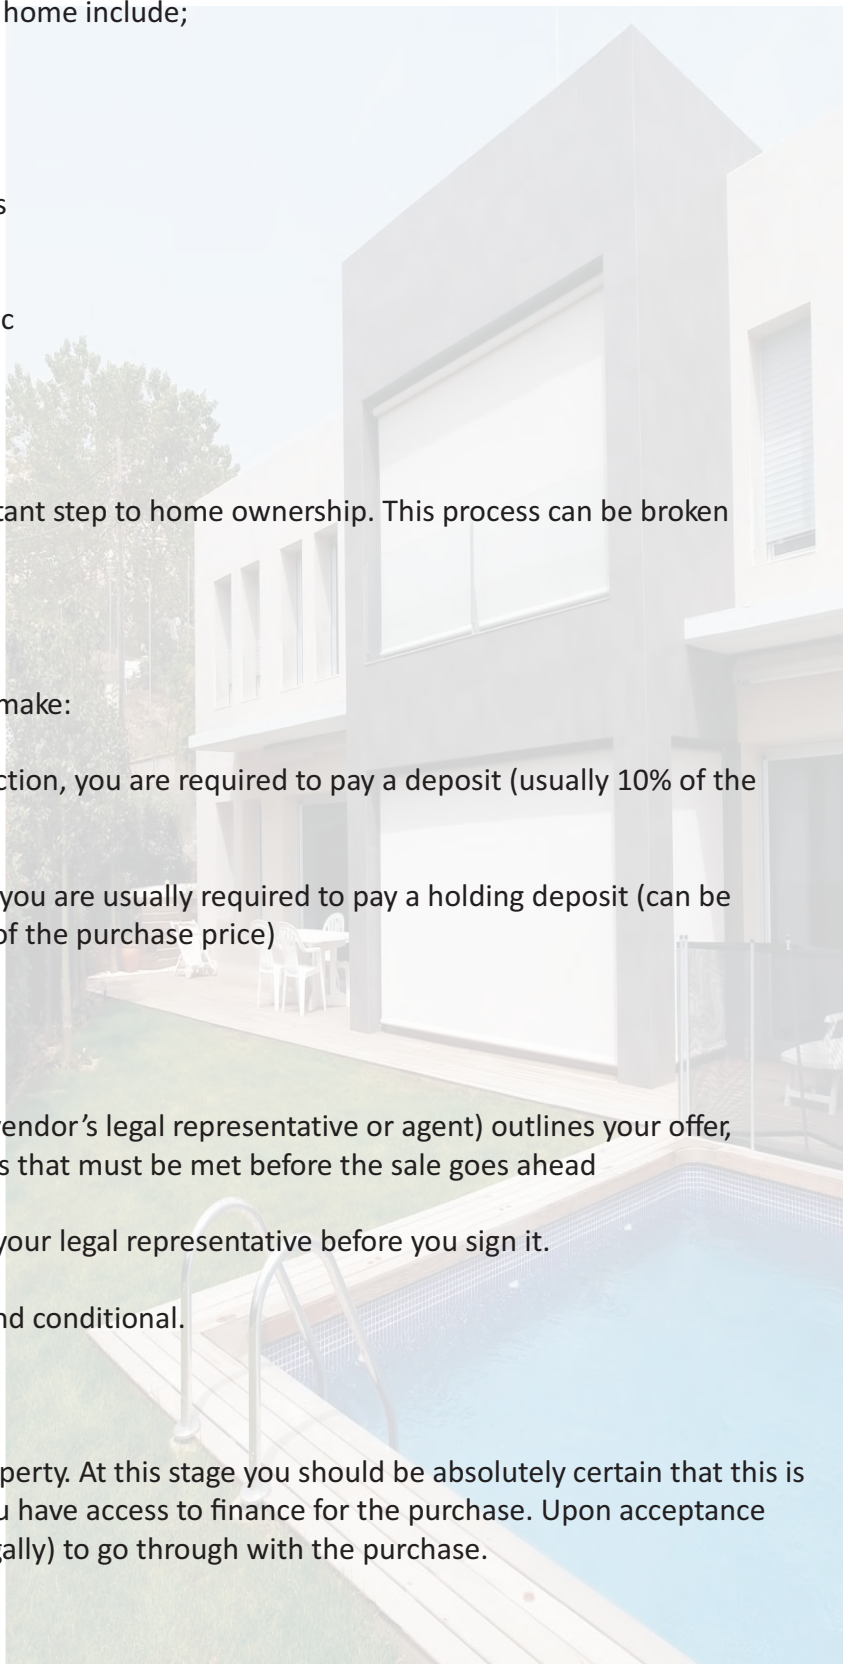 home include;
s
c
tant step to home ownership. This process can be broken
make:
ction, you are required to pay a deposit (usually 10% of the
you are usually required to pay a holding deposit (can be
of the purchase price)
vendor’s legal representative or agent) outlines your offer,
s that must be met before the sale goes ahead
your legal representative before you sign it.
nd conditional.
perty. At this stage you should be absolutely certain that this is
u have access to finance for the purchase. Upon acceptance
gally) to go through with the purchase.